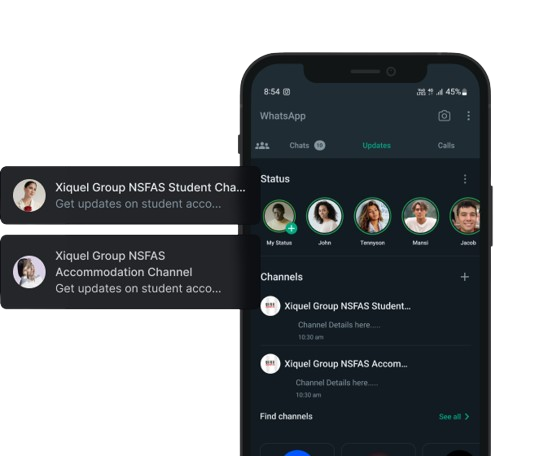 8:54
45%
WhatsApp
Chats 10 Updates Calls
Xiquel Group NSFAS Student Cha...
Get updates on student acco...
Xiquel Group NSFAS
Accommodation Channel
Get updates on student acco...
Status
My Status John Tennyson Mansi Jacob
Channels
Xiquel Group NSFAS Student...
Channel Details here.....
10:30 am
Xiquel Group NSFAS Accom...
Channel Details here.....
10:30 am
Find channels See all